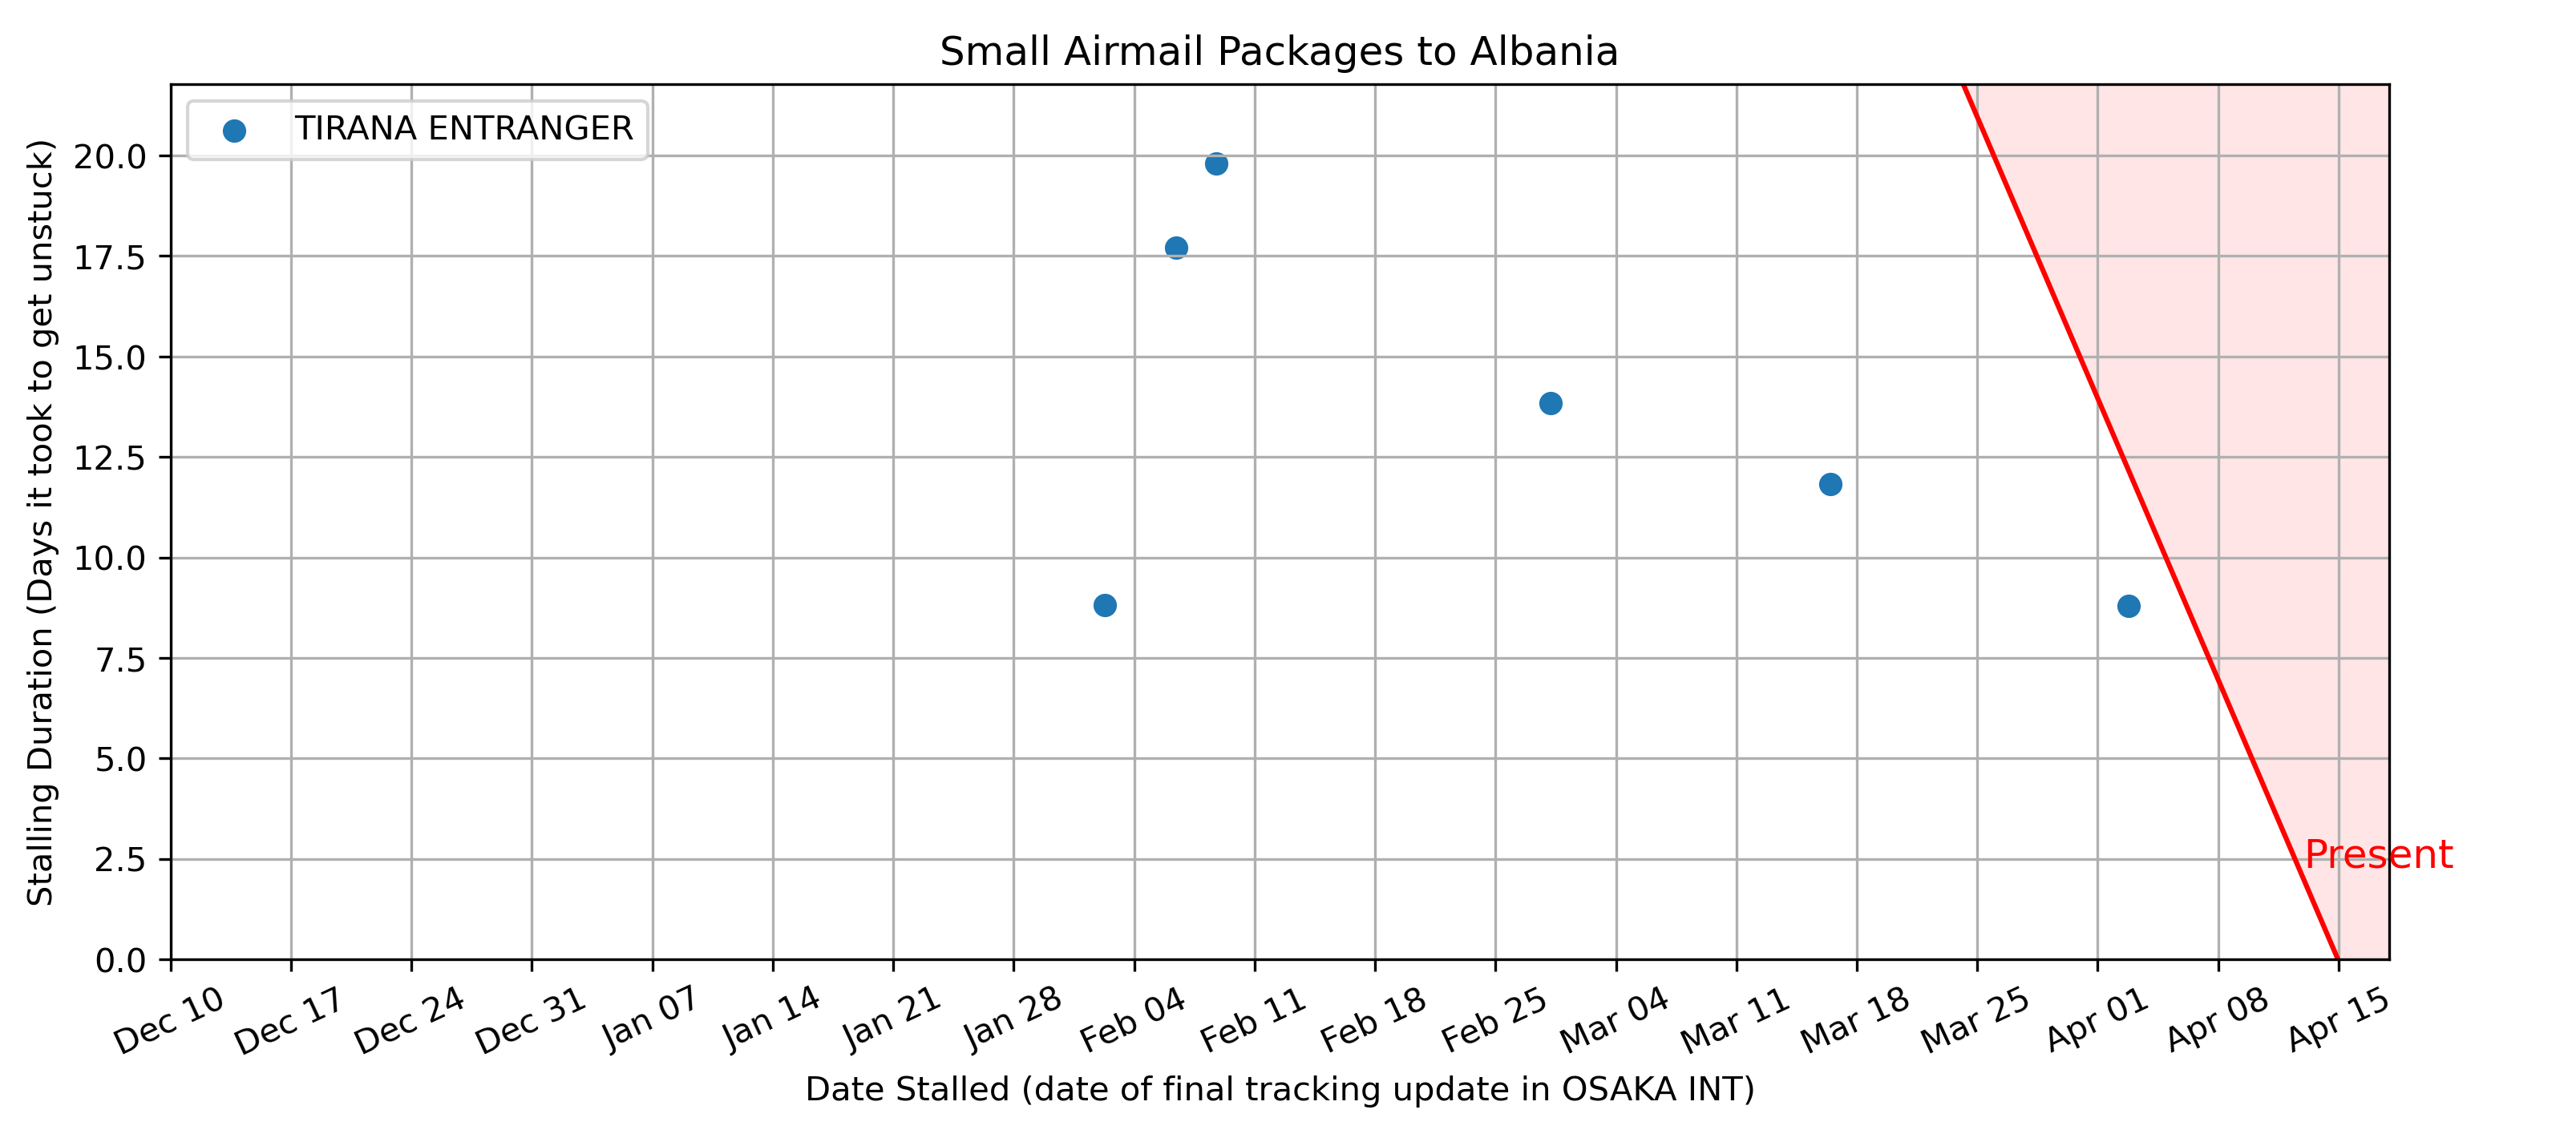 Small Airmail Packages to Albania
TIRANA ENTRANGER
Stalling Duration (Days it took to get unstuck)
20.0
17.5
15.0
12.5
10.0
7.5
5.0
2.5
0.0
Present
Dec 10 Dec 17 Dec 24 Dec 31 Jan 07 Jan 14 Jan 21 Jan 28 Feb 04 Feb 11 Feb 18 Feb 25 Mar 04 Mar 11 Mar 18 Mar 25 Apr 01 Apr 08 Apr 15
Date Stalled (date of final tracking update in OSAKA INT)